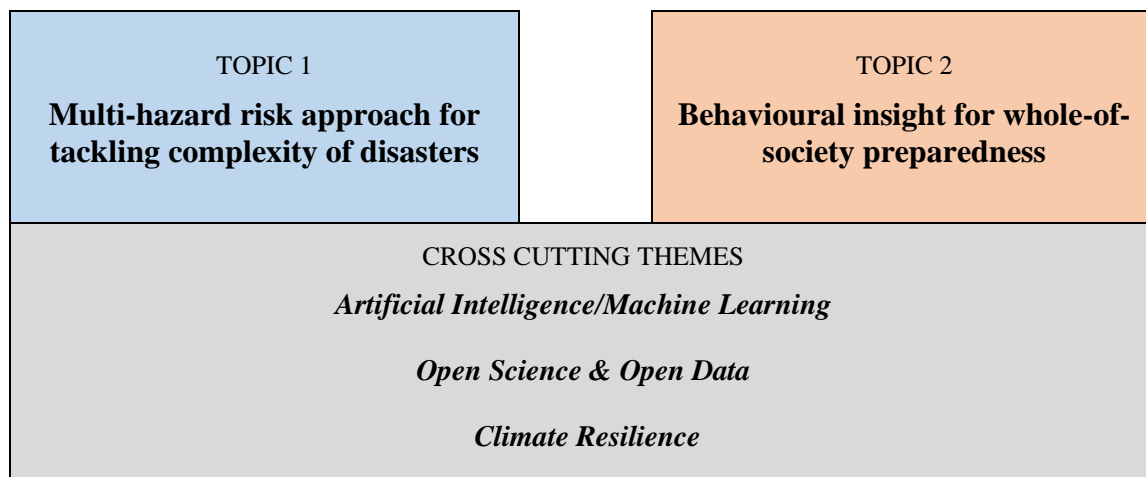 TOPIC 1
Multi-hazard risk approach for
tackling complexity of disasters
TOPIC 2
Behavioural insight for whole-of-
society preparedness
CROSS CUTTING THEMES
Artificial Intelligence/Machine Learning
Open Science & Open Data
Climate Resilience